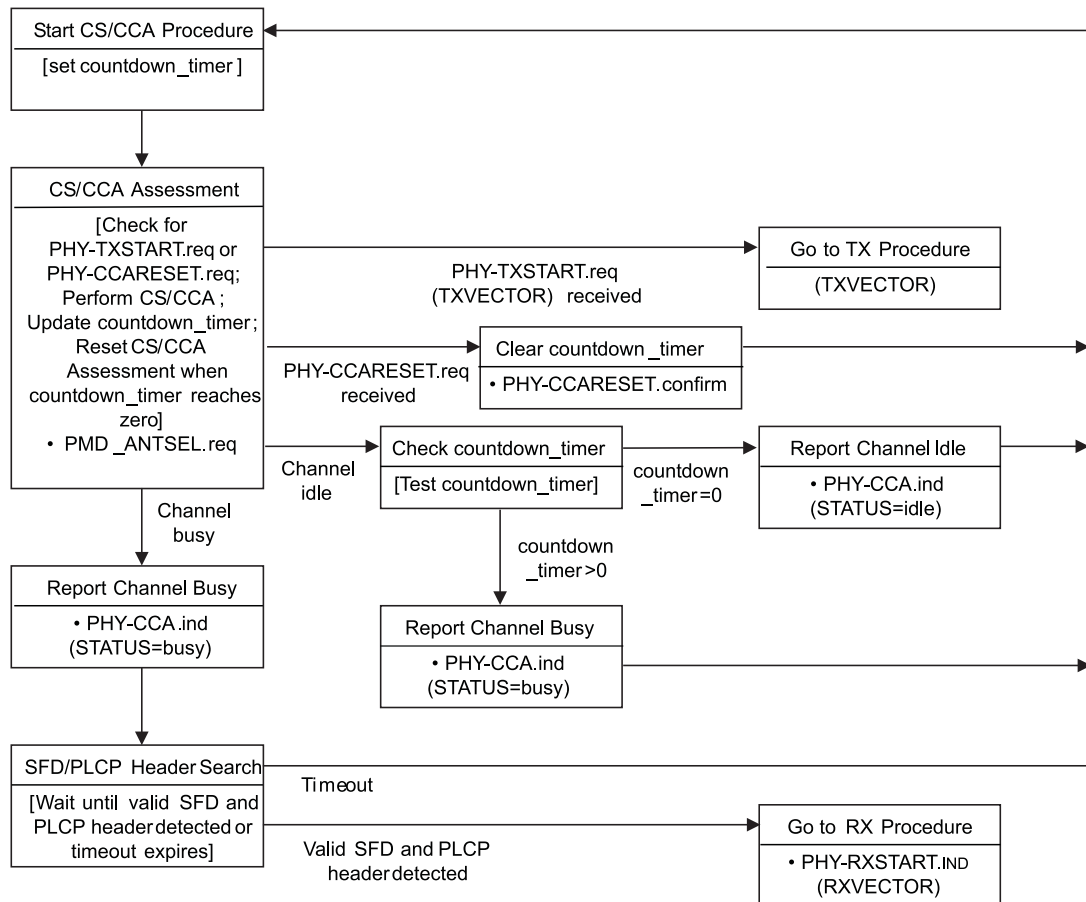 Start CS/CCA Procedure
[set countdown_timer]
CS/CCA Assessment
[Check for
PHY-TXSTART.req or
PHY-CCARESET.req;
Perform CS/CCA;
Update countdown_timer;
Reset CS/CCA
Assessment when
countdown_timer reaches
zero]
• PMD_ANTSEL.req
PHY-TXSTART.req
(TXVECTOR) received
Go to TX Procedure
(TXVECTOR)
PHY-CCARESET.req
received
Clear countdown_timer
• PHY-CCARESET.confirm
Channel
idle
Check countdown_timer
[Test countdown_timer]
countdown
_timer=0
Report Channel Idle
• PHY-CCA.ind
(STATUS=idle)
Channel
busy
countdown
_timer>0
Report Channel Busy
• PHY-CCA.ind
(STATUS=busy)
Report Channel Busy
• PHY-CCA.ind
(STATUS=busy)
SFD/PLCP Header Search
[Wait until valid SFD and
PLCP header detected or
timeout expires]
Timeout
Valid SFD and PLCP
header detected
Go to RX Procedure
• PHY-RXSTART.IND
(RXVECTOR)